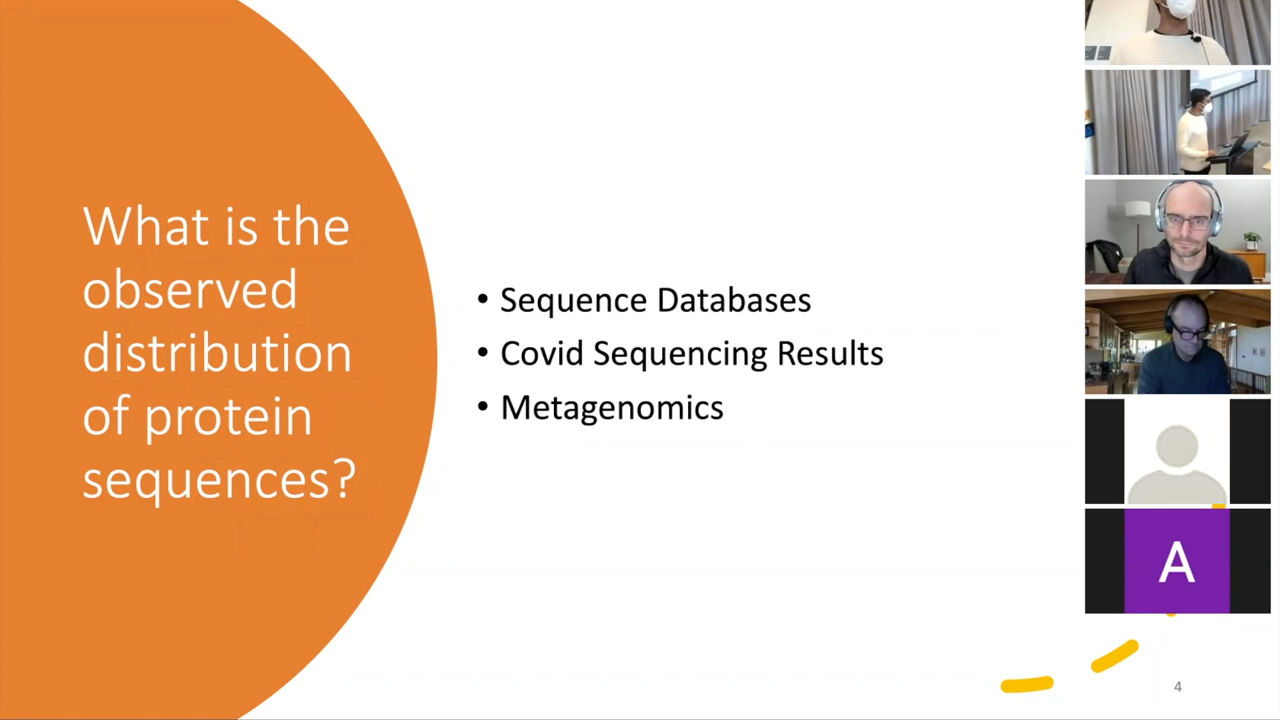 What is the
observed
distribution
of protein
sequences?
• Sequence Databases
• Covid Sequencing Results
• Metagenomics
A
4